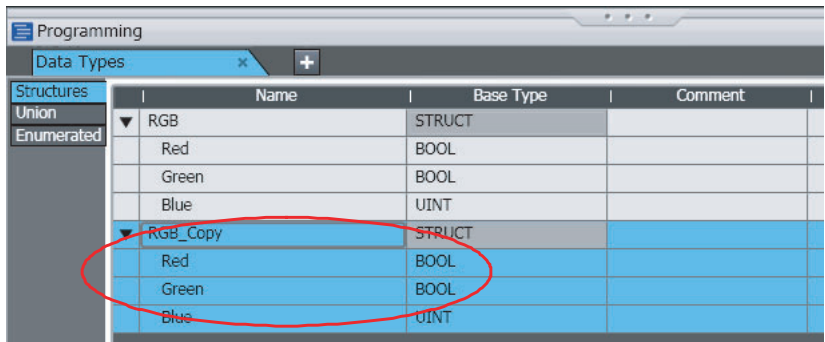 Programming
Data Types × +
Structures
Union
Enumerated
Name Base Type Comment
RGB STRUCT
Red BOOL
Green BOOL
Blue UINT
RGB_Copy STRUCT
Red BOOL
Green BOOL
Blue UINT